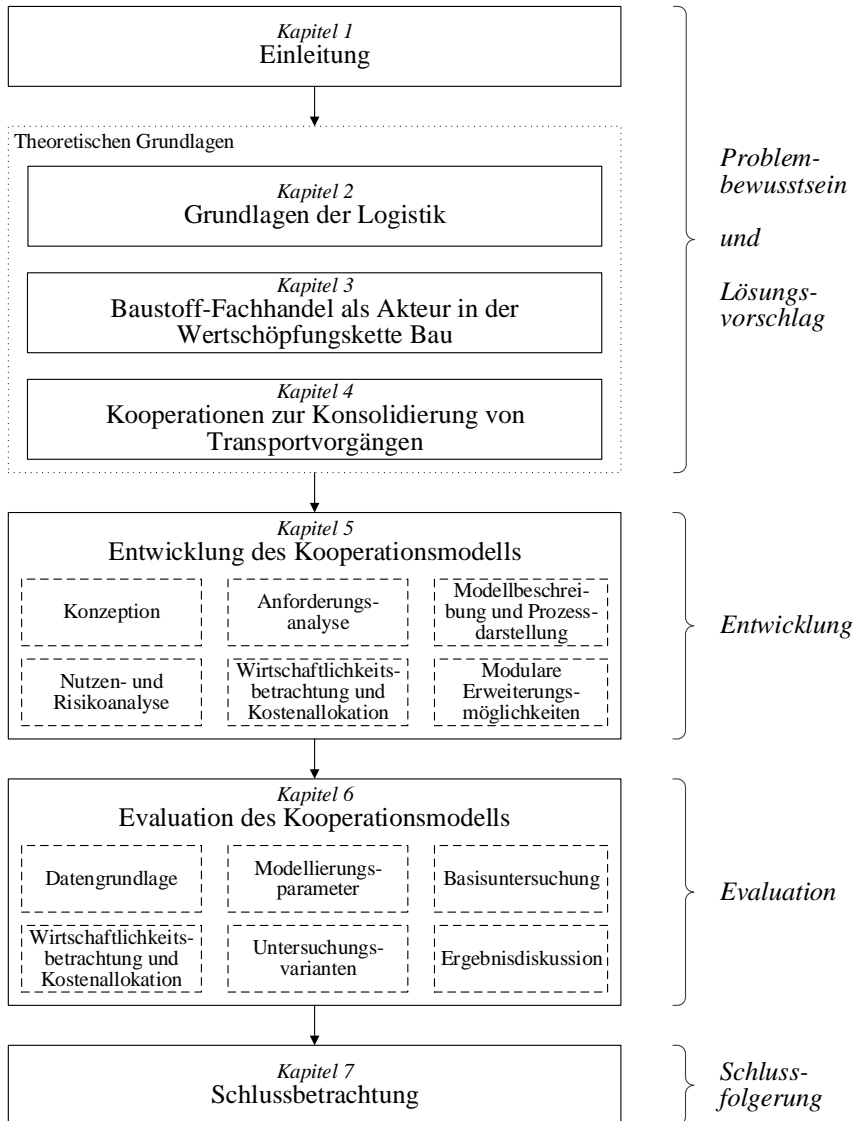 Kapitel 1
Einleitung
Theoretischen Grundlagen
Kapitel 2
Grundlagen der Logistik
Kapitel 3
Baustoff-Fachhandel als Akteur in der
Wertschöpfungskette Bau
Kapitel 4
Kooperationen zur Konsolidierung von
Transportvorgängen
Problem-
bewusstsein
und
Lösungs-
vorschlag
Kapitel 5
Entwicklung des Kooperationsmodells
Konzeption
Anforderungs-
analyse
Modellbeschrei-
bung und Prozess-
darstellung
Nutzen- und
Risikoanalyse
Wirtschaftlichkeits-
betrachtung und
Kostenallokation
Modulare
Erweiterungs-
möglichkeiten
Entwicklung
Kapitel 6
Evaluation des Kooperationsmodells
Datengrundlage
Modellierungs-
parameter
Basisuntersuchung
Wirtschaftlichkeits-
betrachtung und
Kostenallokation
Untersuchungs-
varianten
Ergebnisdiskussion
Evaluation
Kapitel 7
Schlussbetrachtung
Schluss-
folgerung